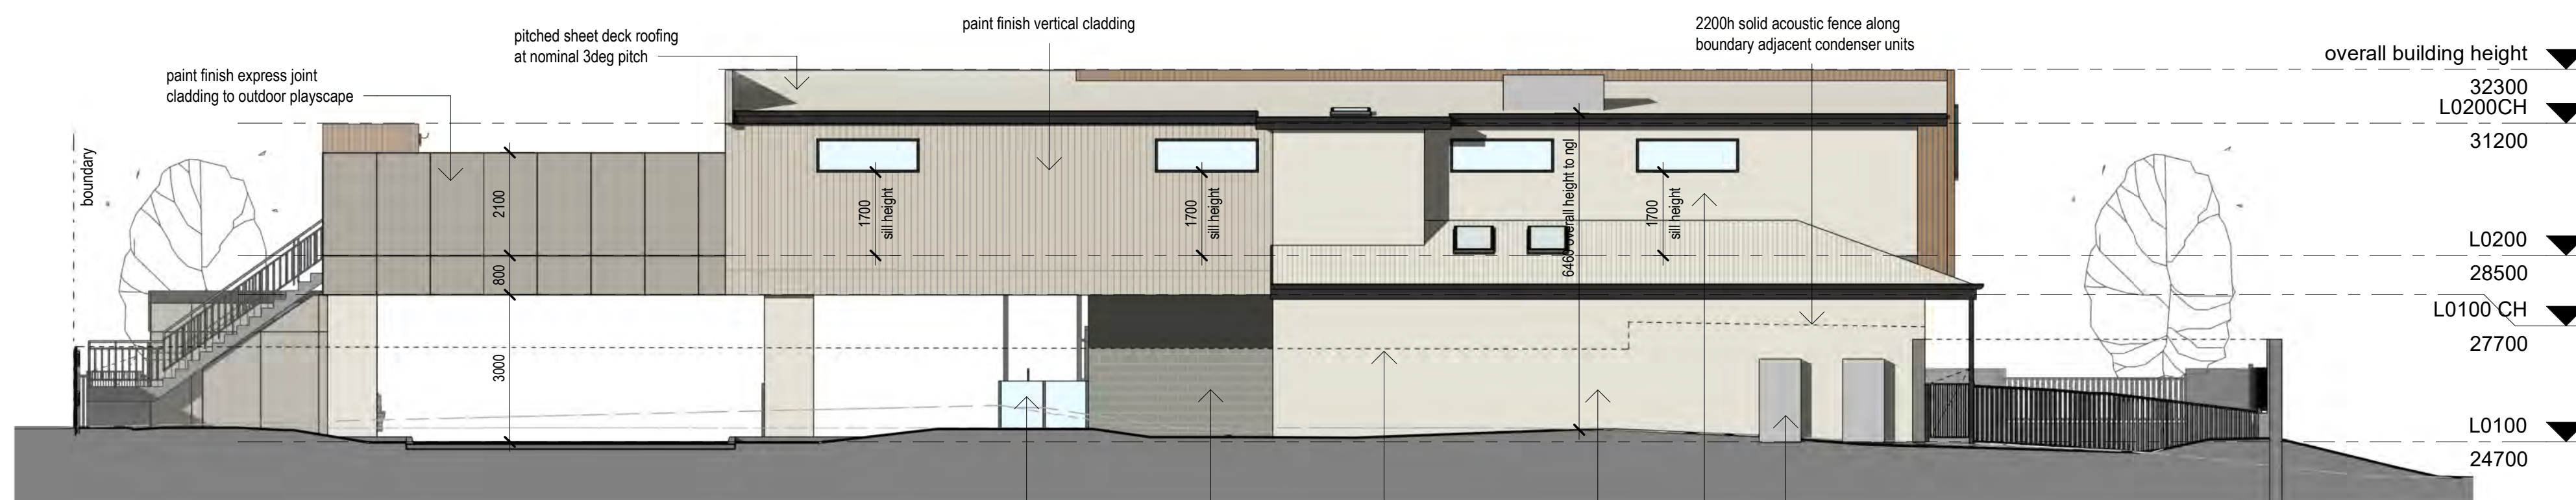 paint finish express joint
cladding to outdoor playscape
pitched sheet deck roofing
at nominal 3deg pitch
paint finish vertical cladding
2200h solid acoustic fence along
boundary adjacent condenser units
overall building height
32300
L0200CH
31200
L0200
28500
L0100 CH
27700
L0100
24700
boundary
2100
800
3000
1700
sill height
1700
sill height
overall height to ngl
1700
sill height